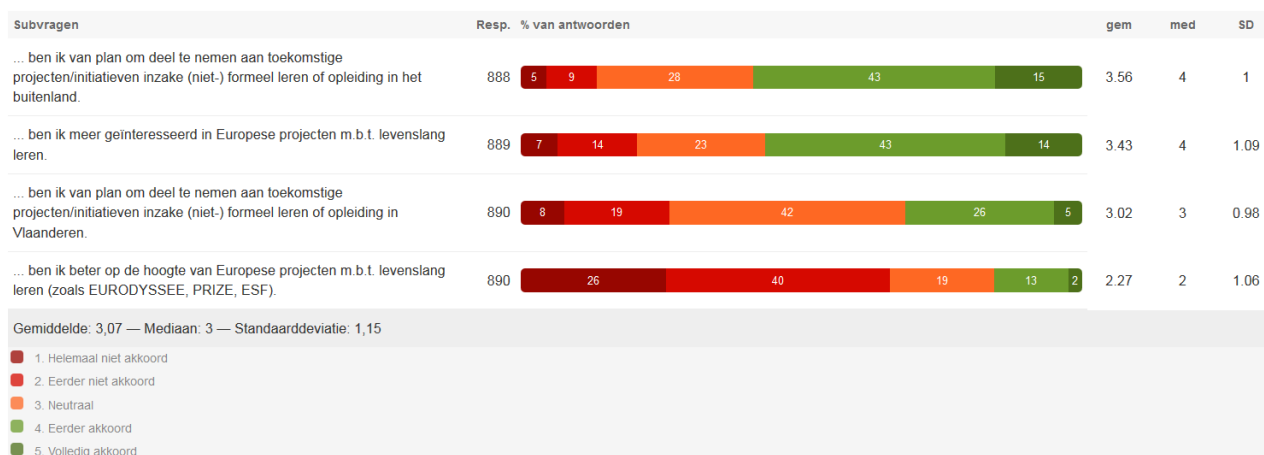 Subvragen Resp. % van antwoorden gem med SD
... ben ik van plan om deel te nemen aan toekomstige
projecten/initiatieven inzake (niet-) formeel leren of opleiding in het
buitenland.
888 5 9 28 43 15 3.56 4 1
... ben ik meer geïnteresseerd in Europese projecten m.b.t. levenslang
leren.
889 7 14 23 43 14 3.43 4 1.09
... ben ik van plan om deel te nemen aan toekomstige
projecten/initiatieven inzake (niet-) formeel leren of opleiding in
Vlaanderen.
890 8 19 42 26 5 3.02 3 0.98
... ben ik beter op de hoogte van Europese projecten m.b.t. levenslang
leren (zoals EURODYSSEE, PRIZE, ESF).
890 26 40 19 13 2 2.27 2 1.06
Gemiddelde: 3,07 — Mediaan: 3 — Standaarddeviatie: 1,15
1. Helemaal niet akkoord
2. Eerder niet akkoord
3. Neutraal
4. Eerder akkoord
5. Volledig akkoord